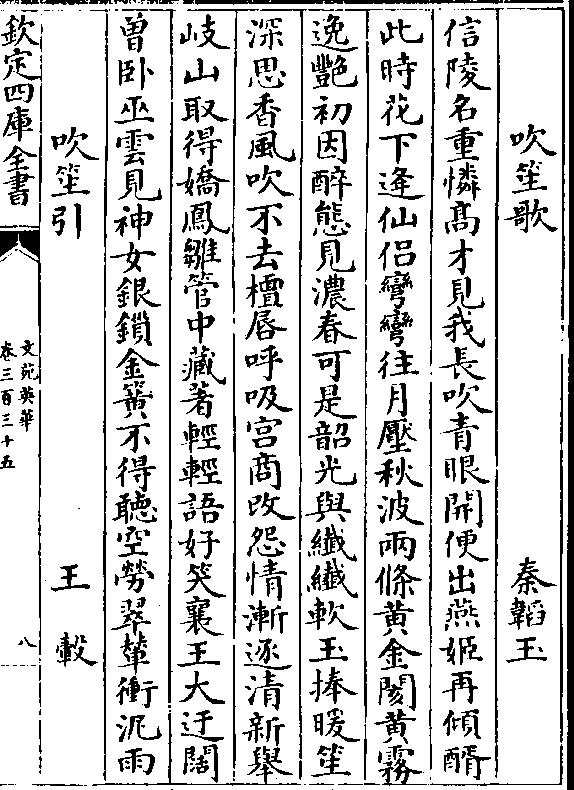 吹笙歌 秦韜玉
信陵名重憐高才見我長吹青眼開便出燕姬再傾醑
此時花下逢仙侣彎彎往月壓秋波兩條黄金閣黄霧
逸艷初因醉態見濃春可是韶光與纖纖軟玉捧暖笙
深思香風吹不去檀唇呼吸宫商改怨情漸逐清新舉
岐山取得嬌鳳雛管中藏著輕輕語好笑襄王大迂闊
曽卧巫雲見神女銀鎖金簧不得聽空勞翠輦衝泥雨
吹笙引 王轂
欽定四庫全書
文苑英華
卷三百三十五
八